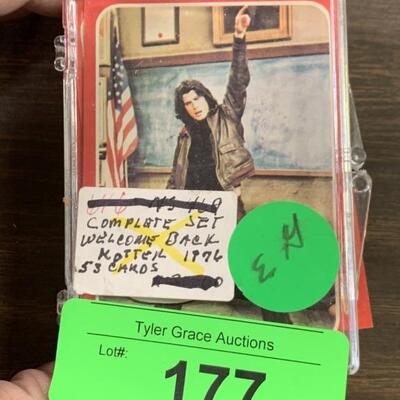 COMPLETE SET
WELCOME BACK
KOTTER 1976
53 CARDS
E G
Tyler Grace Auctions
Lot#:
177